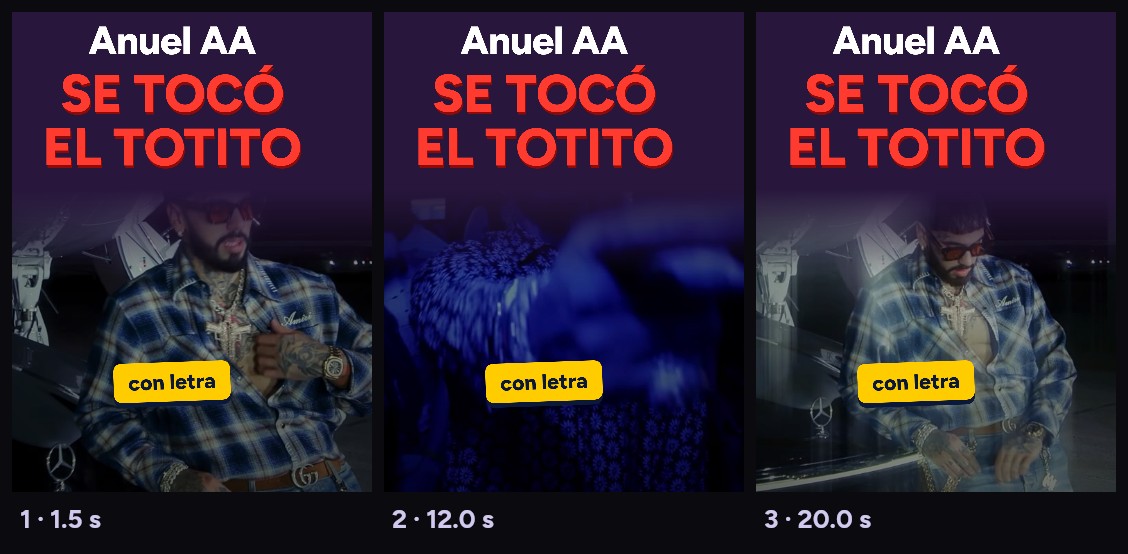 Anuel AA
SE TOCÓ
EL TOTITO
Amiri
con letra
1 · 1.5 s
Anuel AA
SE TOCÓ
EL TOTITO
con letra
2 · 12.0 s
Anuel AA
SE TOCÓ
EL TOTITO
con letra
3 · 20.0 s